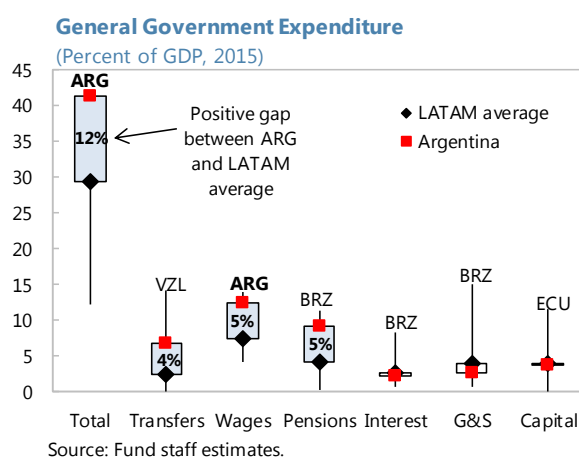 General Government Expenditure
(Percent of GDP, 2015)
45
40
35
30
25
20
15
10
5
0
ARG
12%
Positive gap
between ARG
and LATAM
average
LATAM average
Argentina
VZL
4%
ARG
5%
BRZ
5%
BRZ
BRZ
ECU
Total Transfers Wages Pensions Interest G&S Capital
Source: Fund staff estimates.